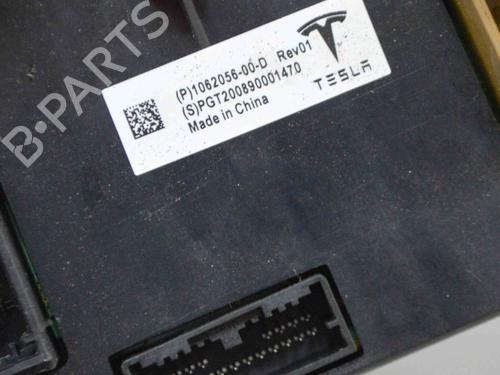 (P)1062056-00-D Rev01
(S)PGT200890001470
Made in China
TESLA
B-PARTS